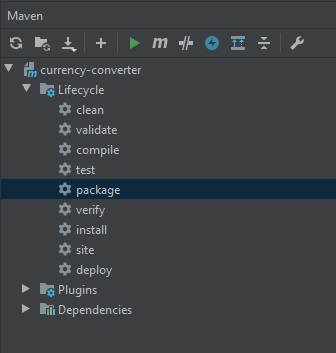 Maven
m
currency-converter
Lifecycle
clean
validate
compile
test
package
verify
install
site
deploy
Plugins
Dependencies